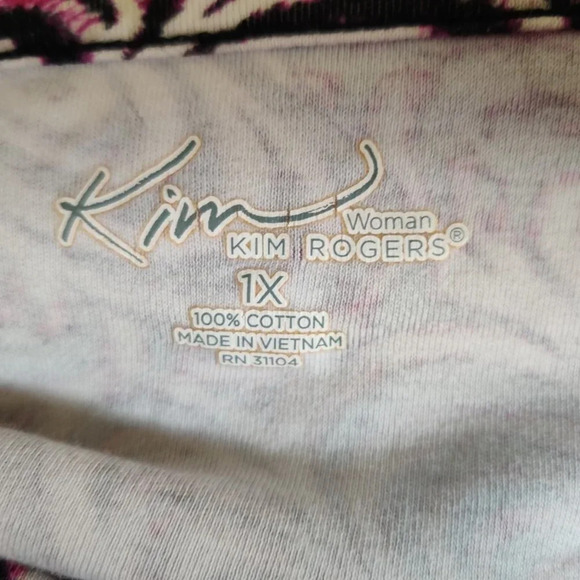 Kim
Woman
KIM ROGERS®
1X
100% COTTON
MADE IN VIETNAM
RN 31104